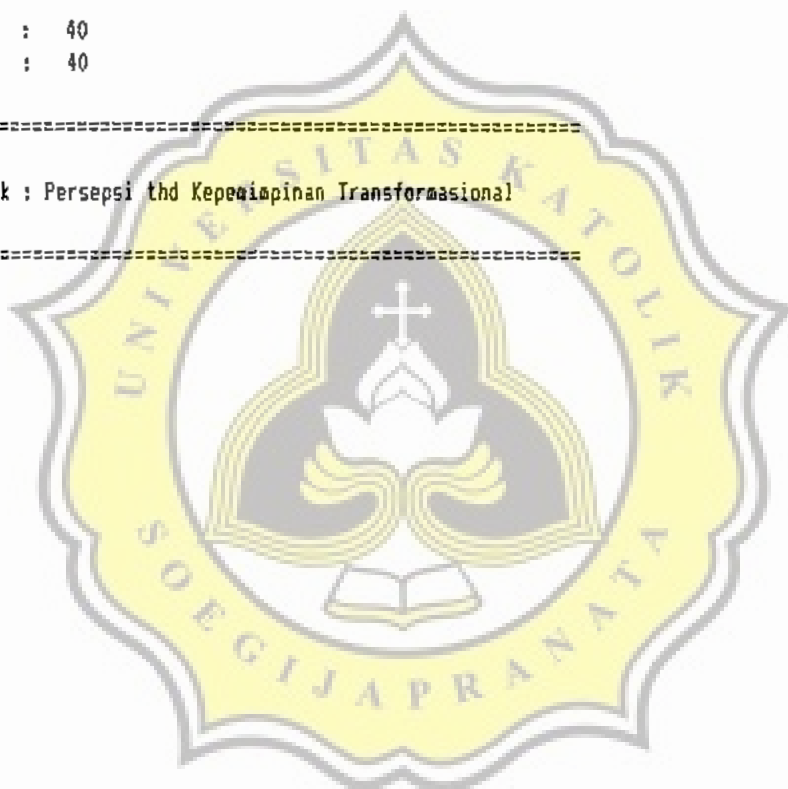 : 40
: 40
k : Persepsi thd Kepemimpinan Transformasional
UNIVERSITAS KATOLIK
SOEGIJAPRANATA